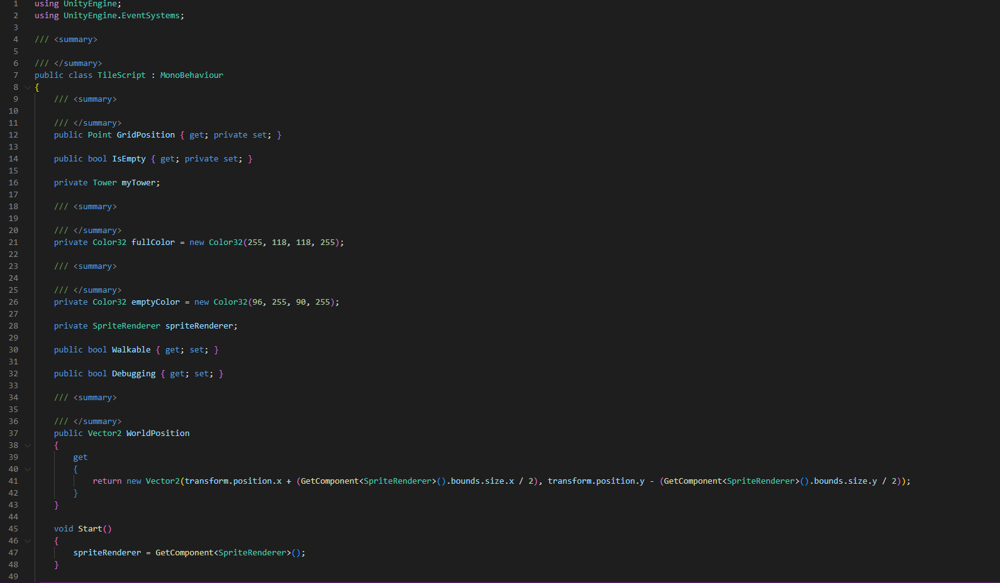 1 using UnityEngine;
2 using UnityEngine.EventSystems;
3
4 /// <summary>
5
6 /// </summary>
7 public class TileScript : MonoBehaviour
8 {
9     /// <summary>
10
11     /// </summary>
12     public Point GridPosition { get; private set; }
13
14     public bool IsEmpty { get; private set; }
15
16     private Tower myTower;
17
18     /// <summary>
19
20     /// </summary>
21     private Color32 fullColor = new Color32(255, 118, 118, 255);
22
23     /// <summary>
24
25     /// </summary>
26     private Color32 emptyColor = new Color32(96, 255, 90, 255);
27
28     private SpriteRenderer spriteRenderer;
29
30     public bool Walkable { get; set; }
31
32     public bool Debugging { get; set; }
33
34     /// <summary>
35
36     /// </summary>
37     public Vector2 WorldPosition
38     {
39         get
40         {
41             return new Vector2(transform.position.x + (GetComponent<SpriteRenderer>().bounds.size.x / 2), transform.position.y - (GetComponent<SpriteRenderer>().bounds.size.y / 2));
42         }
43     }
44
45     void Start()
46     {
47         spriteRenderer = GetComponent<SpriteRenderer>();
48     }
49